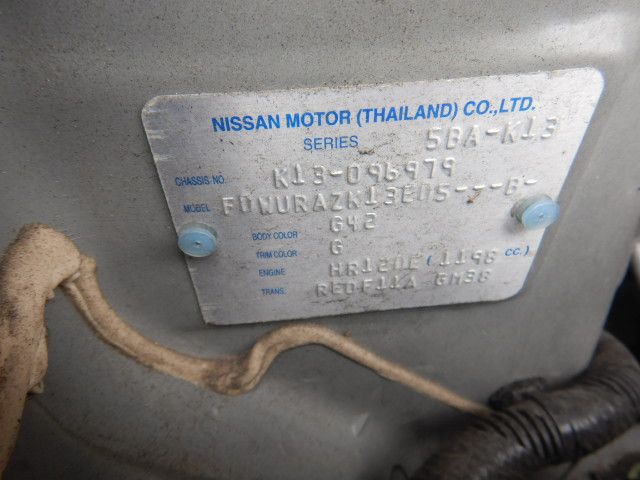 NISSAN MOTOR (THAILAND) CO.,LTD.
SERIES 5BA-K13
CHASSIS NO. K13-096979
MODEL FDWURAZK13EDS---B-
BODY COLOR G42
TRIM COLOR G
ENGINE HR12DE (1198 CC.)
TRANS. RE0F11A GH38